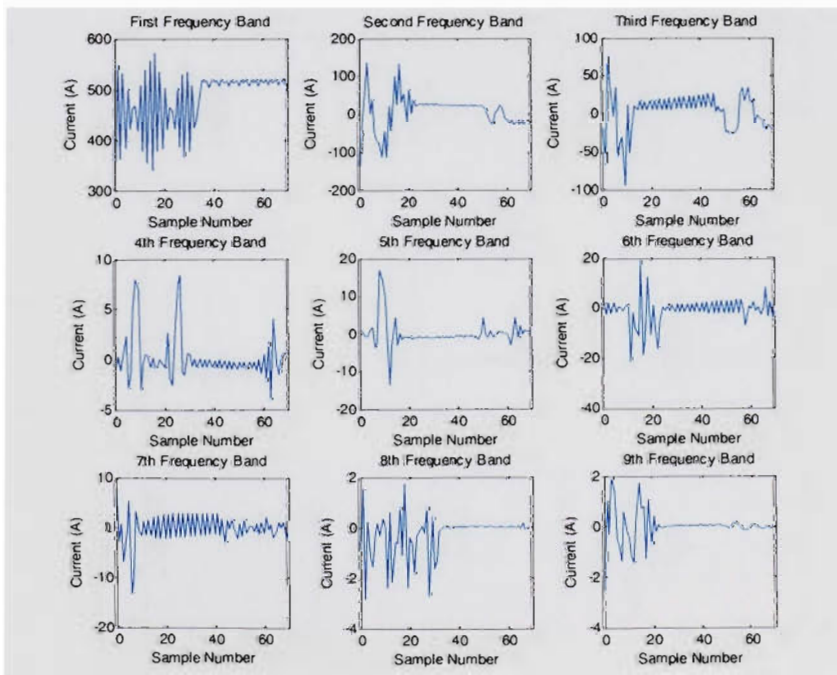 First Frequency Band
Second Frequency Band
Third Frequency Band
600
500
400
300
Current (A)
0 20 40 60
Sample Number
200
100
0
-100
-200
Current (A)
0 20 40 60
Sample Number
100
50
0
-50
-100
Current (A)
0 20 40 60
Sample Number
4th Frequency Band
5th Frequency Band
6th Frequency Band
10
5
0
-5
Current (A)
0 20 40 60
Sample Number
20
10
0
-10
-20
Current (A)
0 20 40 60
Sample Number
20
0
-20
-40
Current (A)
0 20 40 60
Sample Number
7th Frequency Band
8th Frequency Band
9th Frequency Band
10
0
-10
-20
Current (A)
0 20 40 60
Sample Number
2
0
-2
-4
Current (A)
0 20 40 60
Sample Number
2
0
-2
-4
Current (A)
0 20 40 60
Sample Number